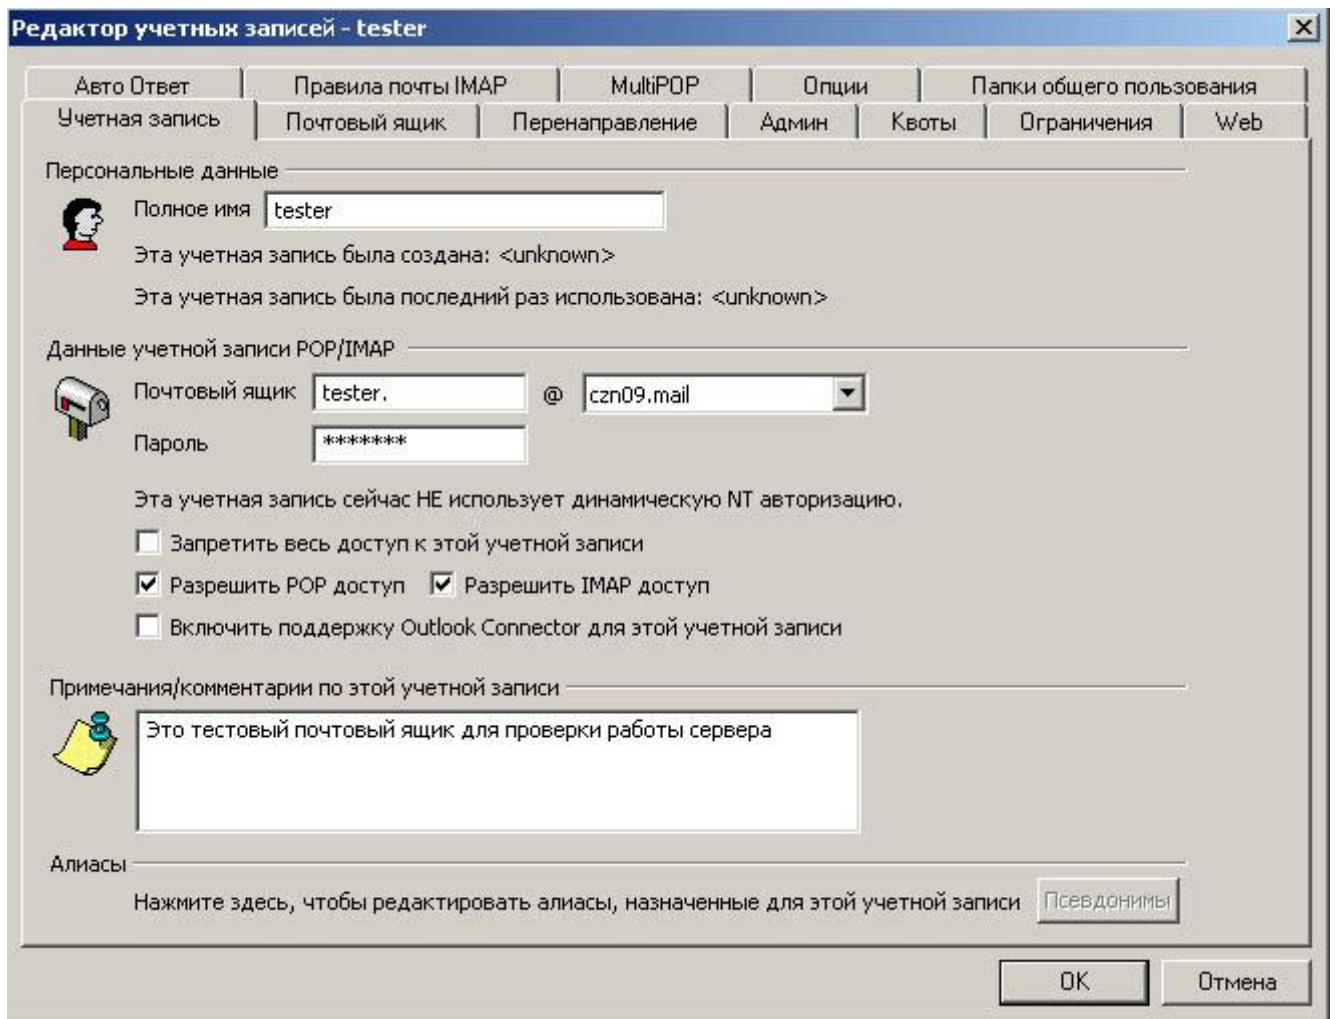 Редактор учетных записей - tester
Авто Ответ Правила почты IMAP MultiPOP Опции Папки общего пользования
Учетная запись Почтовый ящик Перенаправление Админ Квоты Ограничения Web
Персональные данные
Полное имя tester
Эта учетная запись была создана: <unknown>
Эта учетная запись была последний раз использована: <unknown>
Данные учетной записи POP/IMAP
Почтовый ящик tester. @ czn09.mail
Пароль *******
Эта учетная запись сейчас НЕ использует динамическую NT авторизацию.
Запретить весь доступ к этой учетной записи
Разрешить POP доступ Разрешить IMAP доступ
Включить поддержку Outlook Connector для этой учетной записи
Примечания/комментарии по этой учетной записи
Это тестовый почтовый ящик для проверки работы сервера
Алиасы
Нажмите здесь, чтобы редактировать алиасы, назначенные для этой учетной записи Псевдонимы
OK Отмена